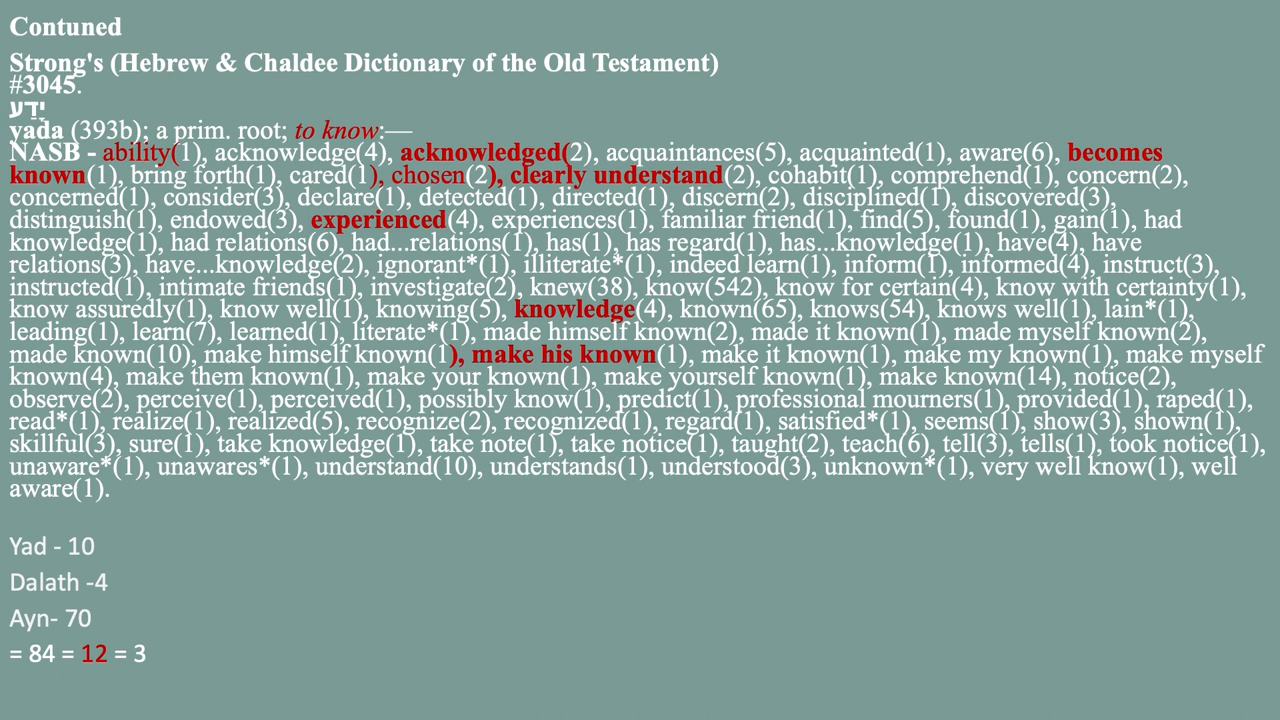 Contuned
Strong's (Hebrew & Chaldee Dictionary of the Old Testament)
#3045.
יָדַע
yada (393b); a prim. root; to know:—
NASB - ability(1), acknowledge(4), acknowledged(2), acquaintances(5), acquainted(1), aware(6), becomes
known(1), bring forth(1), cared(1), chosen(2), clearly understand(2), cohabit(1), comprehend(1), concern(2),
concerned(1), consider(3), declare(1), detected(1), directed(1), discern(2), disciplined(1), discovered(3),
distinguish(1), endowed(3), experienced(4), experiences(1), familiar friend(1), find(5), found(1), gain(1), had
knowledge(1), had relations(6), had...relations(1), has(1), has regard(1), has...knowledge(1), have(4), have
relations(3), have...knowledge(2), ignorant*(1), illiterate*(1), indeed learn(1), inform(1), informed(4), instruct(3),
instructed(1), intimate friends(1), investigate(2), knew(38), know(542), know for certain(4), know with certainty(1),
know assuredly(1), know well(1), knowing(5), knowledge(4), known(65), knows(54), knows well(1), lain*(1),
leading(1), learn(7), learned(1), literate*(1), made himself known(2), made it known(1), made myself known(2),
made known(10), make himself known(1), make his known(1), make it known(1), make my known(1), make myself
known(4), make them known(1), make your known(1), make yourself known(1), make known(14), notice(2),
observe(2), perceive(1), perceived(1), possibly know(1), predict(1), professional mourners(1), provided(1), raped(1),
read*(1), realize(1), realized(5), recognize(2), recognized(1), regard(1), satisfied*(1), seems(1), show(3), shown(1),
skillful(3), sure(1), take knowledge(1), take note(1), take notice(1), taught(2), teach(6), tell(3), tells(1), took notice(1),
unaware*(1), unawares*(1), understand(10), understands(1), understood(3), unknown*(1), very well know(1), well
aware(1).
Yad - 10
Dalath -4
Ayn- 70
= 84 = 12 = 3